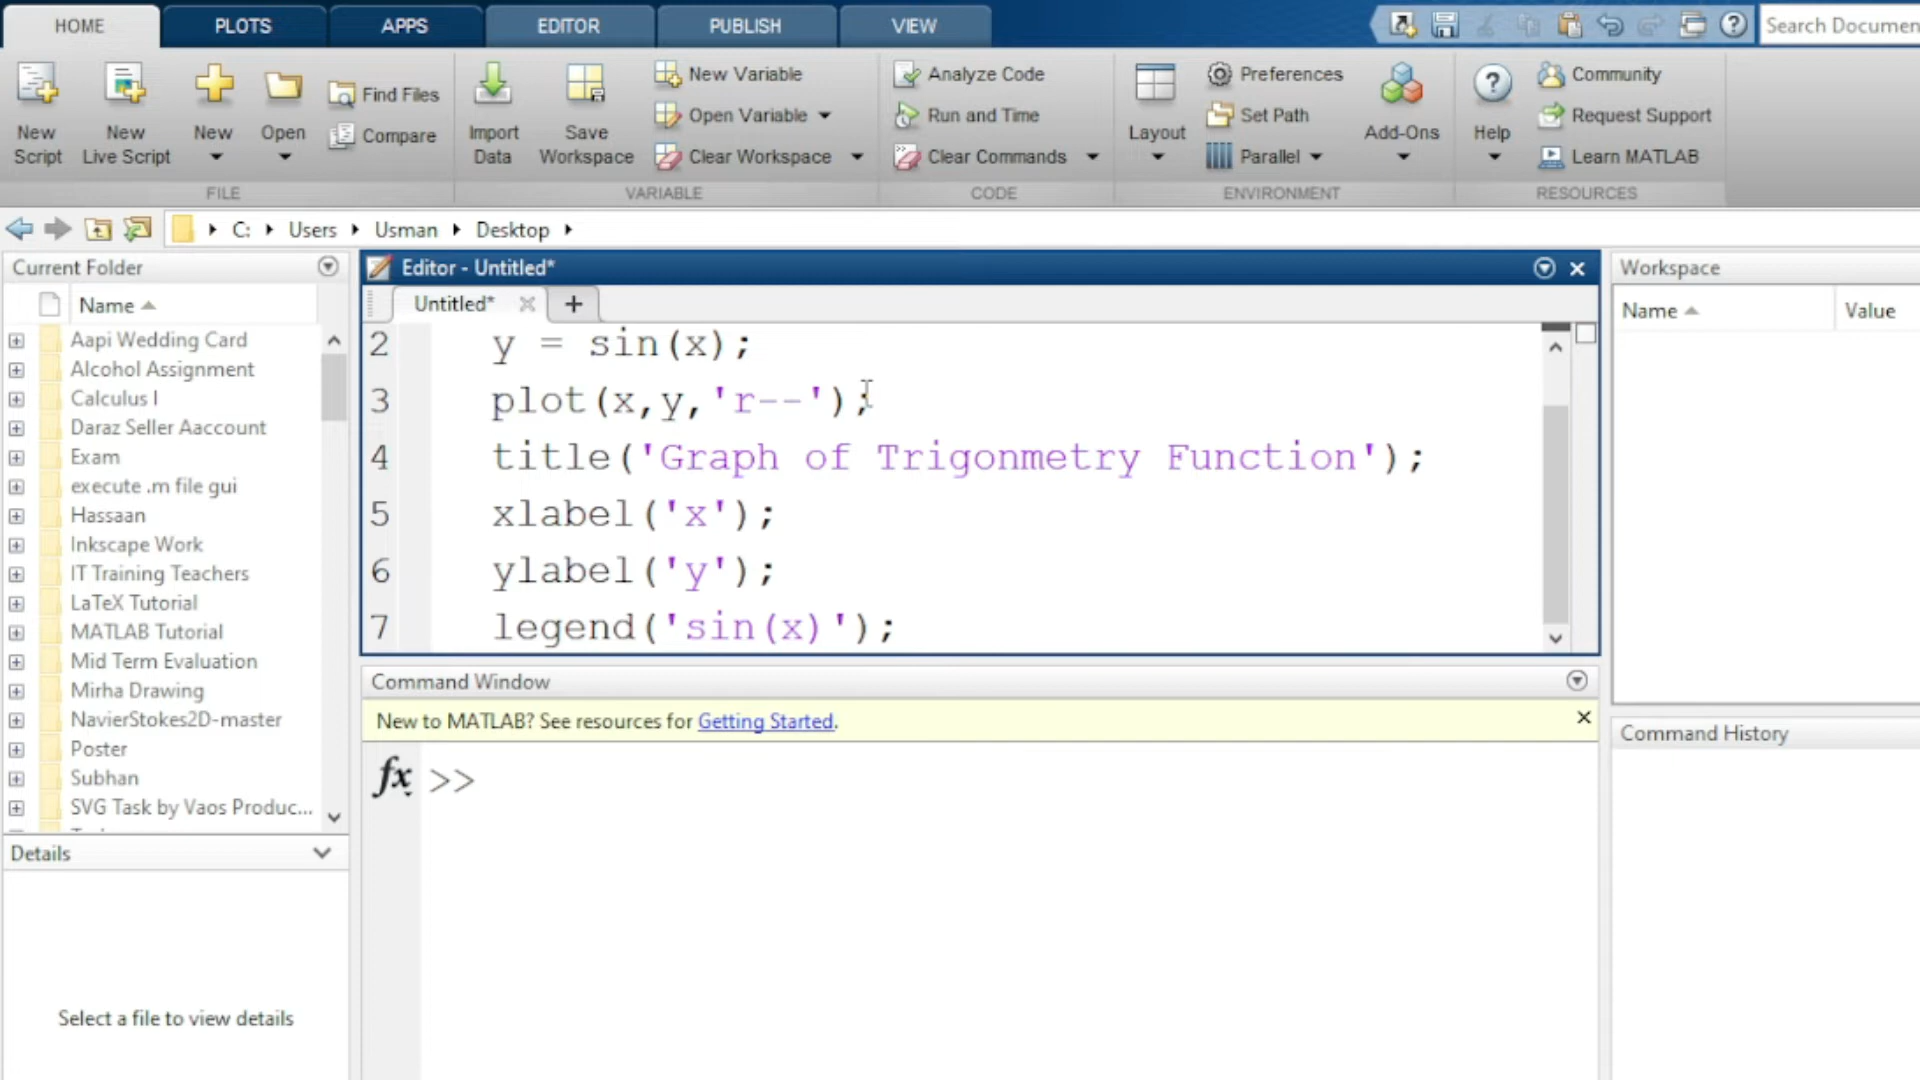 HOME PLOTS APPS EDITOR PUBLISH VIEW
Search Documen
New Script
New Live Script
New
Open
Find Files
Compare
FILE
Import Data
Save Workspace
New Variable
Open Variable
Clear Workspace
VARIABLE
Analyze Code
Run and Time
Clear Commands
CODE
Layout
Preferences
Set Path
Parallel
Add-Ons
ENVIRONMENT
Help
Community
Request Support
Learn MATLAB
RESOURCES
C: Users Usman Desktop
Current Folder
Name
Aapi Wedding Card
Alcohol Assignment
Calculus I
Daraz Seller Aaccount
Exam
execute .m file gui
Hassaan
Inkscape Work
IT Training Teachers
LaTeX Tutorial
MATLAB Tutorial
Mid Term Evaluation
Mirha Drawing
NavierStokes2D-master
Poster
Subhan
SVG Task by Vaos Produc...
Details
Select a file to view details
Editor - Untitled*
Untitled*
2 y = sin(x);
3 plot(x,y,'r--');
4 title('Graph of Trigonmetry Function');
5 xlabel('x');
6 ylabel('y');
7 legend('sin(x)');
Command Window
New to MATLAB? See resources for Getting Started.
fx >>
Workspace
Name Value
Command History